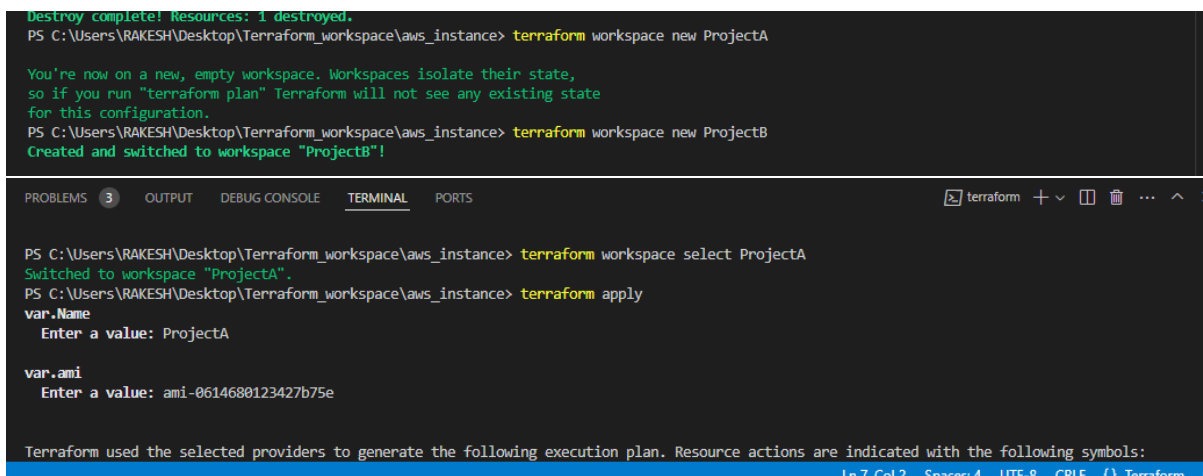 Destroy complete! Resources: 1 destroyed.
PS C:\Users\RAKESH\Desktop\Terraform_workspace\aws_instance> terraform workspace new ProjectA
You're now on a new, empty workspace. Workspaces isolate their state,
so if you run "terraform plan" Terraform will not see any existing state
for this configuration.
PS C:\Users\RAKESH\Desktop\Terraform_workspace\aws_instance> terraform workspace new ProjectB
Created and switched to workspace "ProjectB"!
PROBLEMS 3 OUTPUT DEBUG CONSOLE TERMINAL PORTS terraform
PS C:\Users\RAKESH\Desktop\Terraform_workspace\aws_instance> terraform workspace select ProjectA
Switched to workspace "ProjectA".
PS C:\Users\RAKESH\Desktop\Terraform_workspace\aws_instance> terraform apply
var.Name
Enter a value: ProjectA
var.ami
Enter a value: ami-0614680123427b75e
Terraform used the selected providers to generate the following execution plan. Resource actions are indicated with the following symbols:
Ln 7, Col 2 Spaces: 4 UTF-8 CRLF {} Terraform